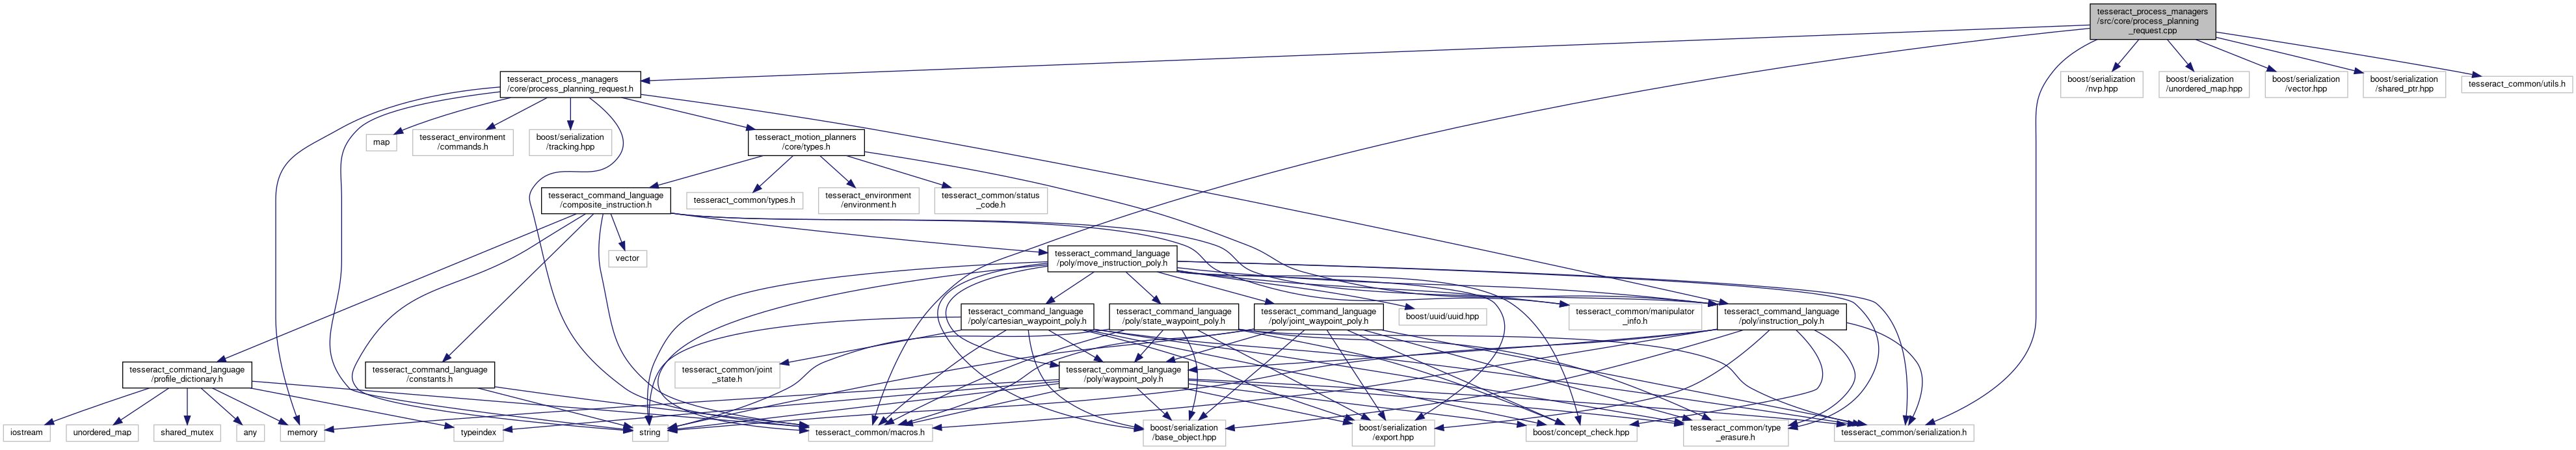 tesseract_process_managers
/src/core/process_planning
_request.cpp
tesseract_process_managers
/core/process_planning_request.h
boost/serialization
/nvp.hpp
boost/serialization
/unordered_map.hpp
boost/serialization
/vector.hpp
boost/serialization
/shared_ptr.hpp
tesseract_common/utils.h
map
tesseract_environment
/commands.h
boost/serialization
/tracking.hpp
tesseract_motion_planners
/core/types.h
tesseract_command_language
/composite_instruction.h
tesseract_common/types.h
tesseract_environment
/environment.h
tesseract_common/status
_code.h
vector
tesseract_command_language
/poly/move_instruction_poly.h
tesseract_command_language
/poly/cartesian_waypoint_poly.h
tesseract_command_language
/poly/state_waypoint_poly.h
tesseract_command_language
/poly/joint_waypoint_poly.h
boost/uuid/uuid.hpp
tesseract_common/manipulator
_info.h
tesseract_command_language
/poly/instruction_poly.h
tesseract_command_language
/profile_dictionary.h
tesseract_command_language
/constants.h
tesseract_common/joint
_state.h
tesseract_command_language
/poly/waypoint_poly.h
iostream
unordered_map
shared_mutex
any
memory
typeindex
string
tesseract_common/macros.h
boost/serialization
/base_object.hpp
boost/serialization
/export.hpp
boost/concept_check.hpp
tesseract_common/type
_erasure.h
tesseract_common/serialization.h